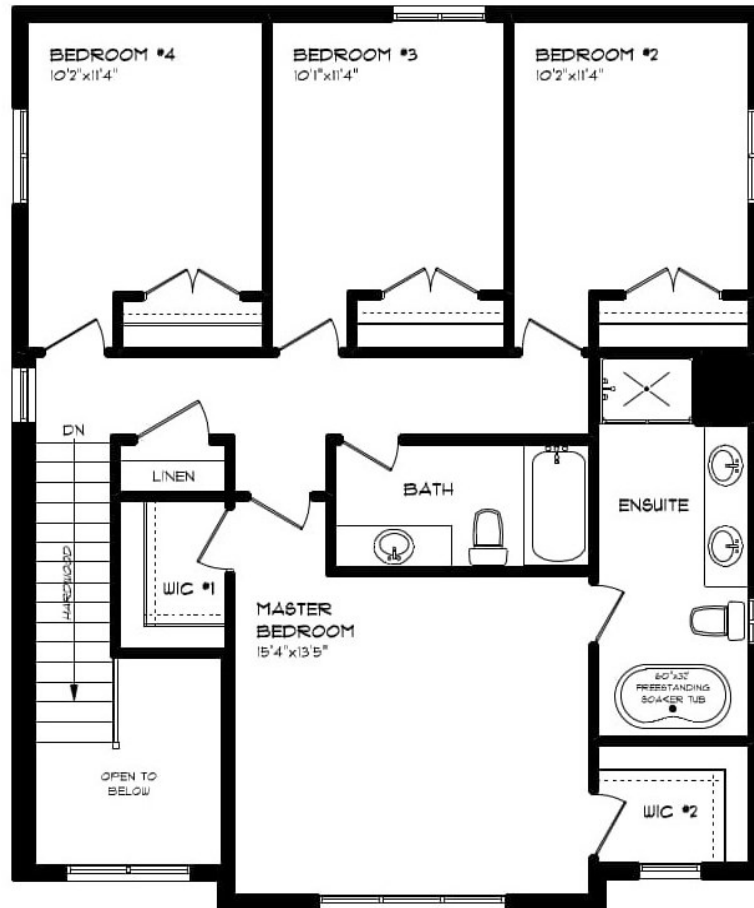 BEDROOM #4
10'2"x11'4"
BEDROOM #3
10'1"x11'4"
BEDROOM #2
10'2"x11'4"
DN
HARDWOOD
LINEN
BATH
ENSUITE
WIC #1
MASTER
BEDROOM
15'4"x13'5"
60"x32"
FREESTANDING
SOAKER TUB
OPEN TO
BELOW
WIC #2